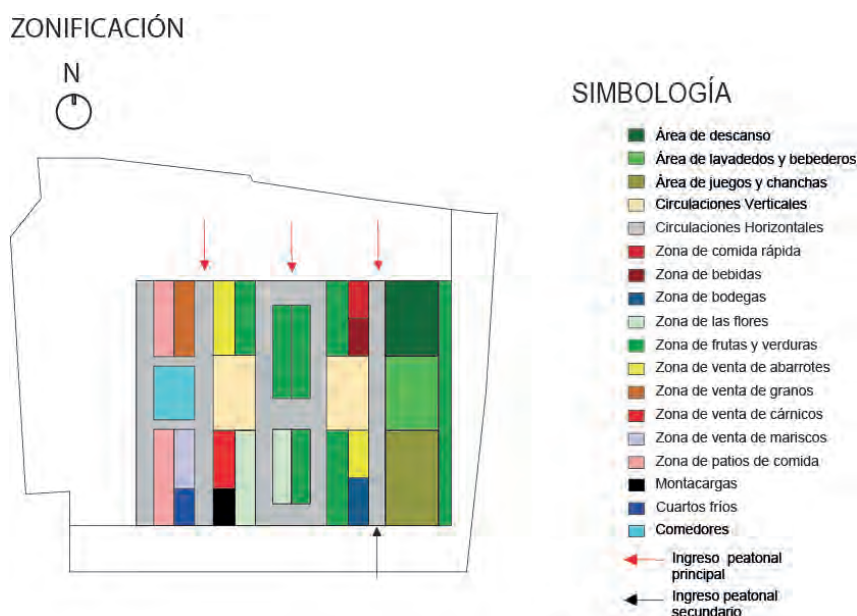 ZONIFICACIÓN
N
SIMBOLOGÍA
Área de descanso
Área de lavadedos y bebederos
Área de juegos y chanchas
Circulaciones Verticales
Circulaciones Horizontales
Zona de comida rápida
Zona de bebidas
Zona de bodegas
Zona de las flores
Zona de frutas y verduras
Zona de venta de abarrotes
Zona de venta de granos
Zona de venta de cárnicos
Zona de venta de mariscos
Zona de patios de comida
Montacargas
Cuartos fríos
Comedores
Ingreso peatonal
principal
Ingreso peatonal
secundario